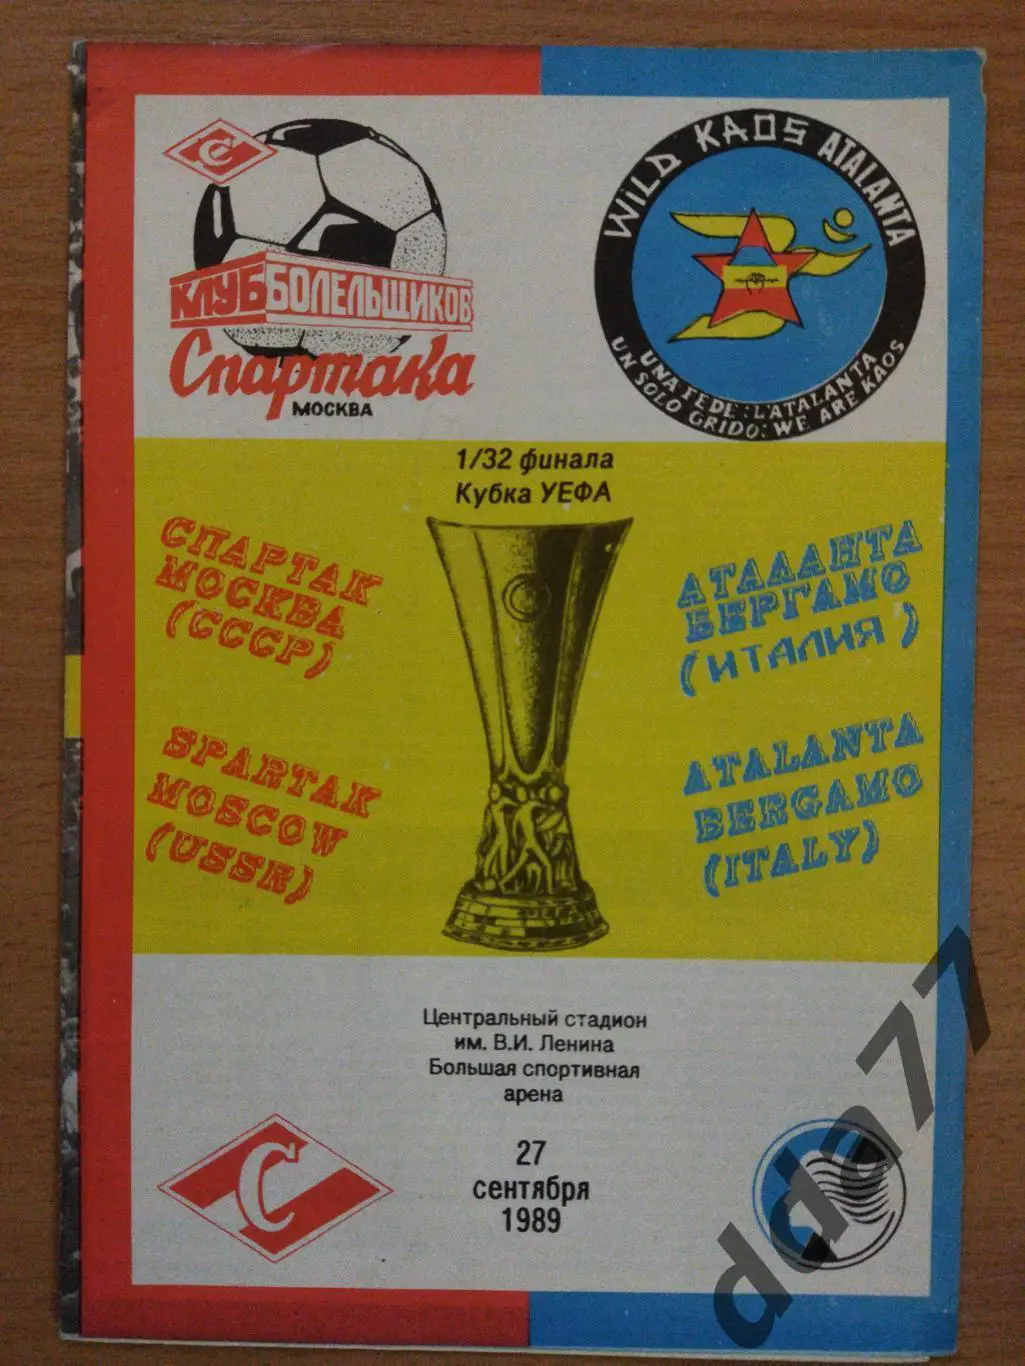 С
КЛУБ БОЛЕЛЬЩИКОВ
Спартака
МОСКВА
WILD KAOS ATALANTA
UNA FEDE: L'ATALANTA
UN SOLO GRIDO: WE ARE KAOS
1/32 финала
Кубка УЕФА
СПАРТАК
МОСКВА
(СССР)
АТАЛАНТА
БЕРГАМО
(ИТАЛИЯ)
SPARTAK
MOSCOW
(USSR)
ATALANTA
BERGAMO
(ITALY)
Центральный стадион
им. В.И. Ленина
Большая спортивная
арена
С
27
сентября
1989
dda77